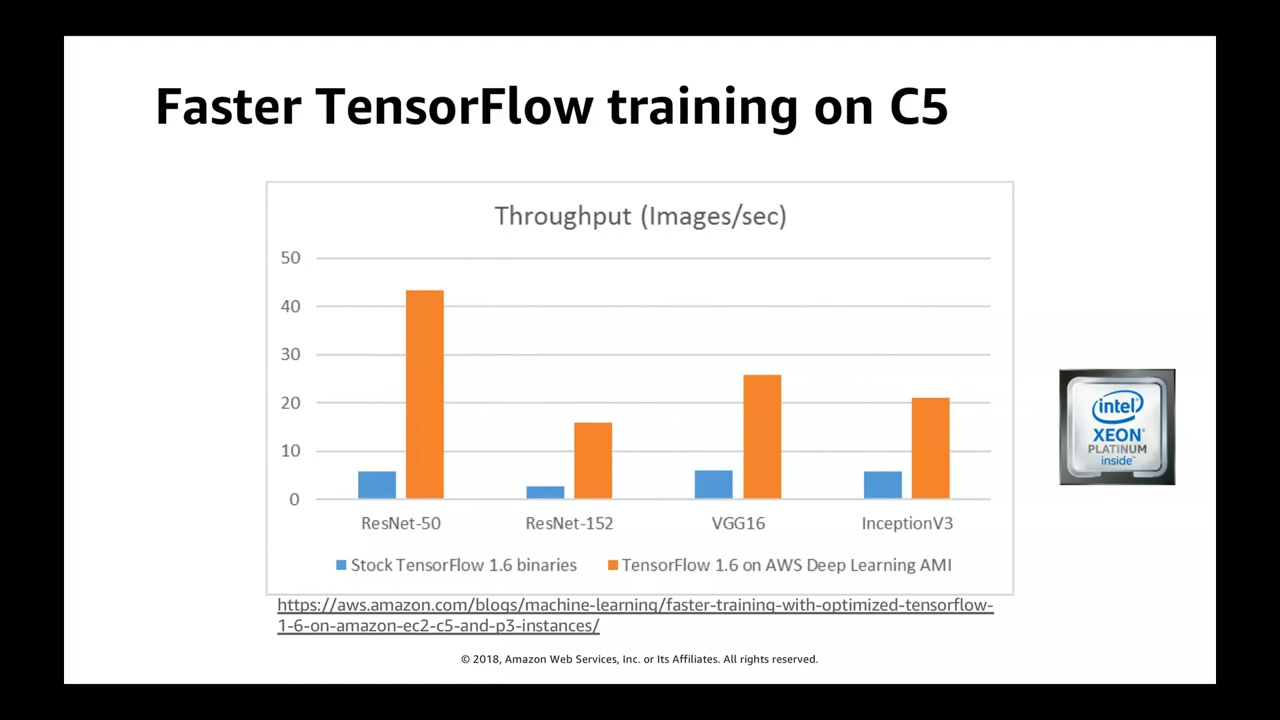 Faster TensorFlow training on C5
Throughput (Images/sec)
50
40
30
20
10
0
ResNet-50
ResNet-152
VGG16
InceptionV3
Stock TensorFlow 1.6 binaries
TensorFlow 1.6 on AWS Deep Learning AMI
intel
XEON®
PLATINUM
inside™
https://aws.amazon.com/blogs/machine-learning/faster-training-with-optimized-tensorflow-
1-6-on-amazon-ec2-c5-and-p3-instances/
© 2018, Amazon Web Services, Inc. or Its Affiliates. All rights reserved.